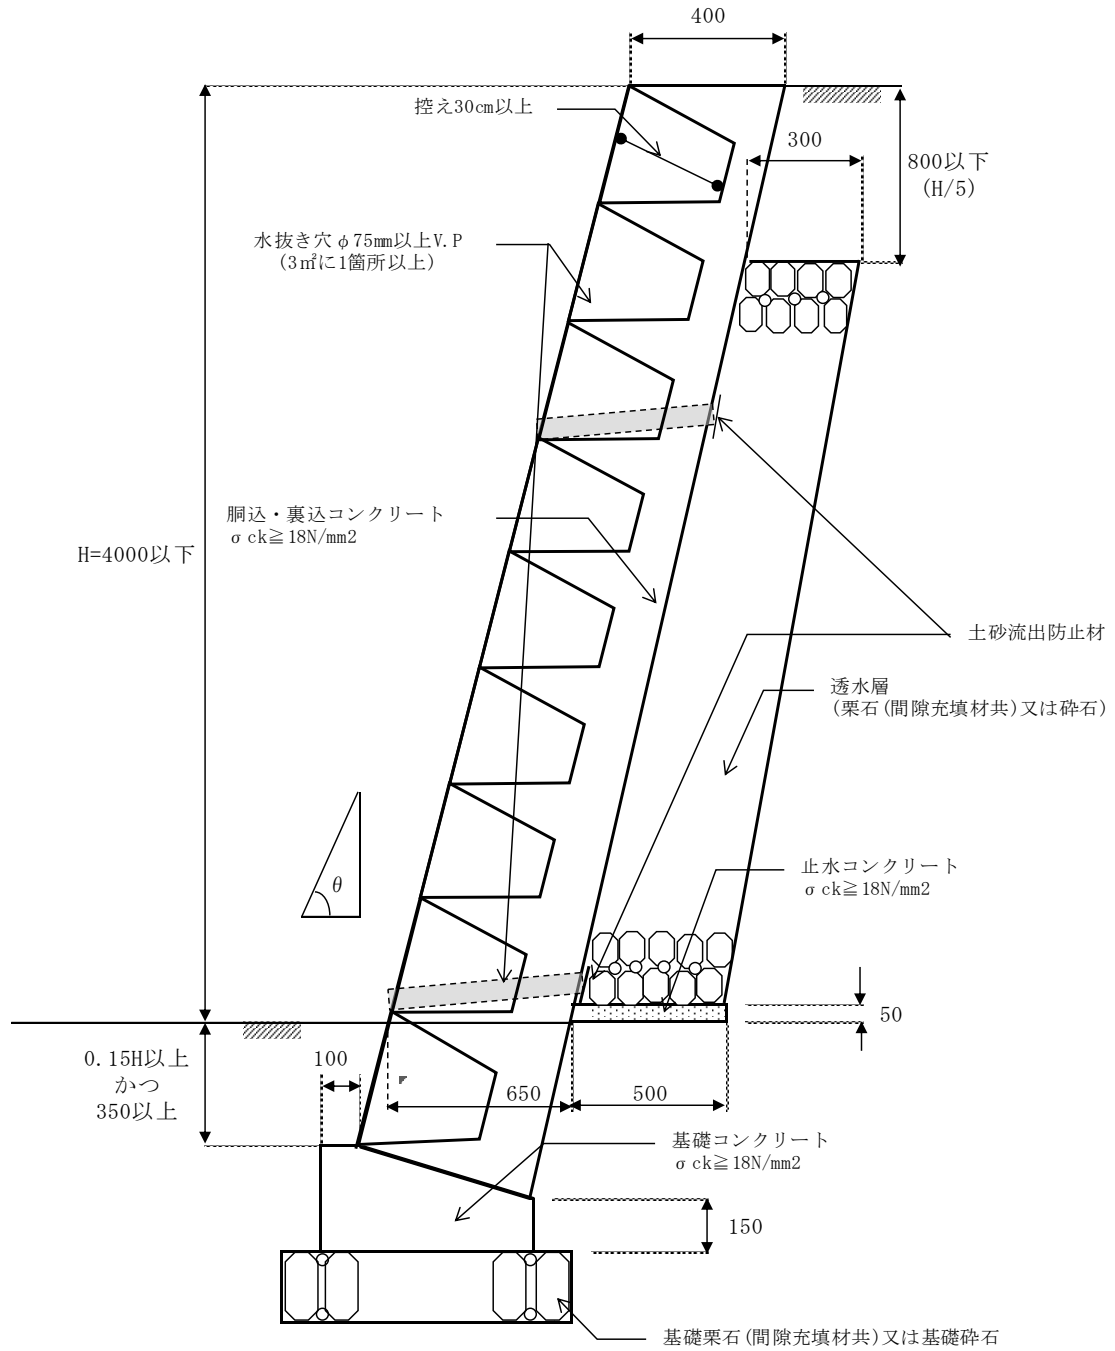 400
控え30cm以上
300
800以下
(H/5)
水抜き穴φ75㎜以上V.P
(3㎡に1箇所以上)
胴込・裏込コンクリート
σck≧18N/mm2
H=4000以下
土砂流出防止材
透水層
(栗石(間隙充填材共)又は砕石)
θ
止水コンクリート
σck≧18N/mm2
50
0.15H以上
かつ
350以上
100
650
500
基礎コンクリート
σck≧18N/mm2
150
基礎栗石(間隙充填材共)又は基礎砕石